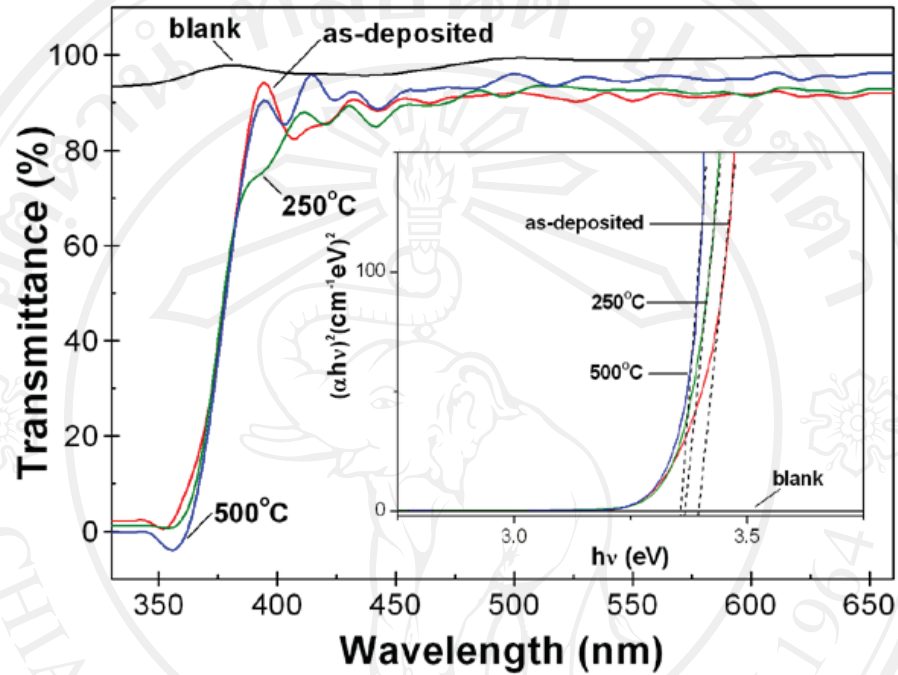 blank
as-deposited
250°C
500°C
Transmittance (%)
100
80
60
40
20
0
350
400
450
500
550
600
650
Wavelength (nm)
(αhν)²(cm⁻¹eV)²
100
0
as-deposited
250°C
500°C
blank
3.0
3.5
hν (eV)
1964